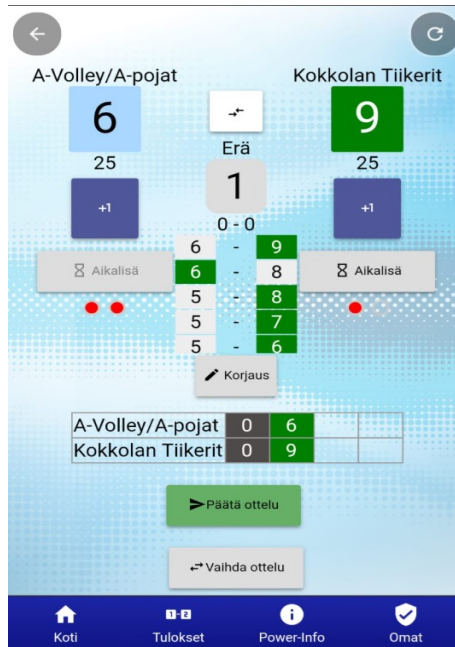 A-Volley/A-pojat Kokkolan Tiikerit
6 9
Erä
25 1 25
+1 +1
0 - 0
6 - 9
Aikalisä 6 - 8 Aikalisä
5 - 8
5 - 7
5 - 6
Korjaus
A-Volley/A-pojat 0 6
Kokkolan Tiikerit 0 9
Päätä ottelu
Vaihda ottelu
Koti Tulokset Power-Info Omat